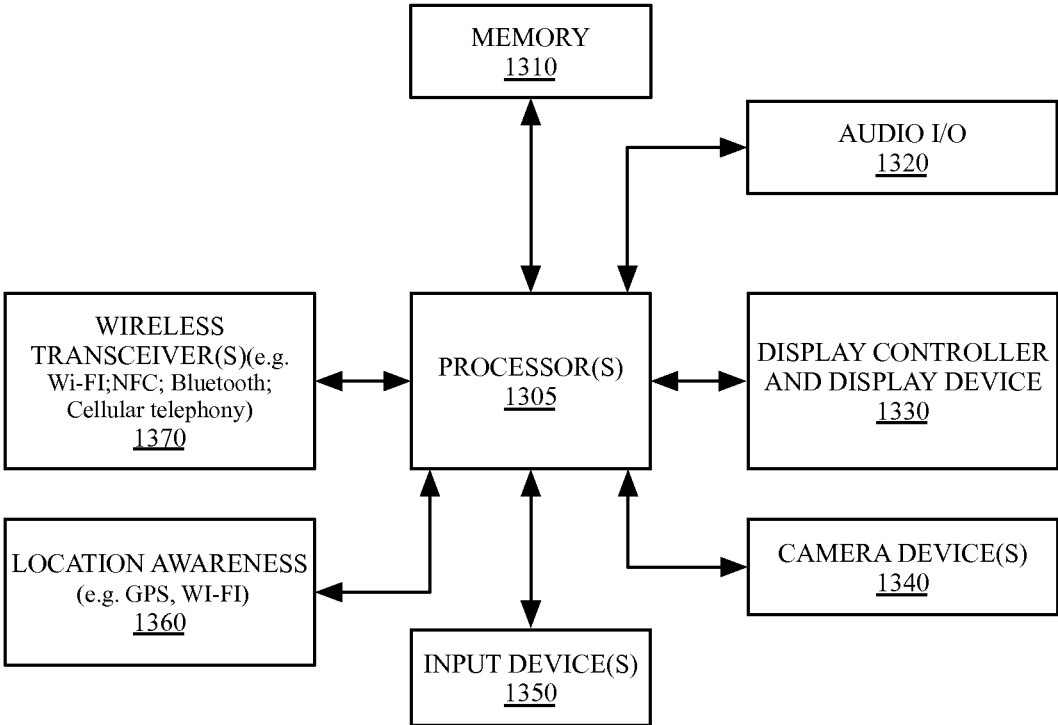 MEMORY
1310
AUDIO I/O
1320
WIRELESS
TRANSCEIVER(S)(e.g.
Wi-FI;NFC; Bluetooth;
Cellular telephony)
1370
PROCESSOR(S)
1305
DISPLAY CONTROLLER
AND DISPLAY DEVICE
1330
LOCATION AWARENESS
(e.g. GPS, WI-FI)
1360
INPUT DEVICE(S)
1350
CAMERA DEVICE(S)
1340